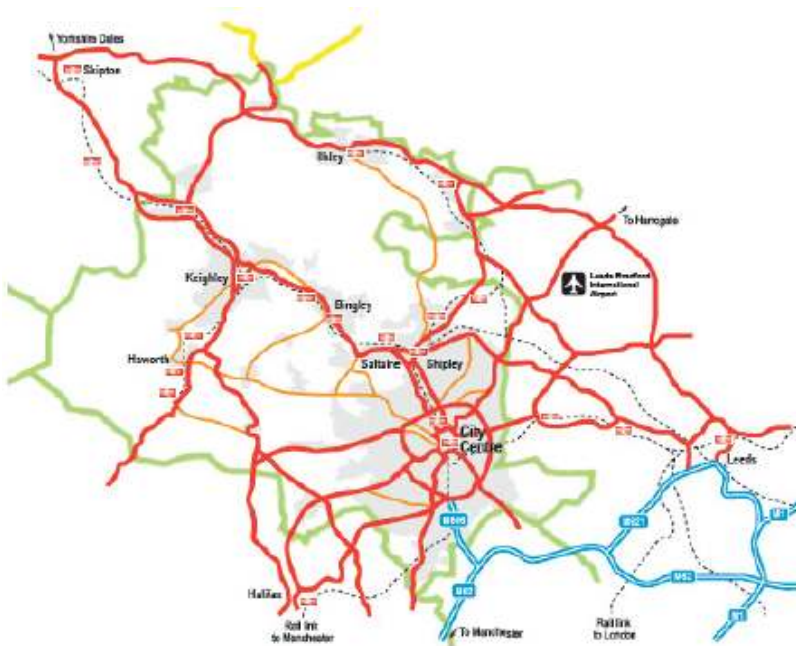 Yorkshire Dales
Skipton
Ilkley
To Harrogate
Keighley
Leeds Bradford
International
Airport
Bingley
Haworth
Saltaire
Shipley
City
Centre
Leeds
M606
M621
M1
M62
M62
M1
Halifax
Rail link
to Manchester
To Manchester
Rail link
to London